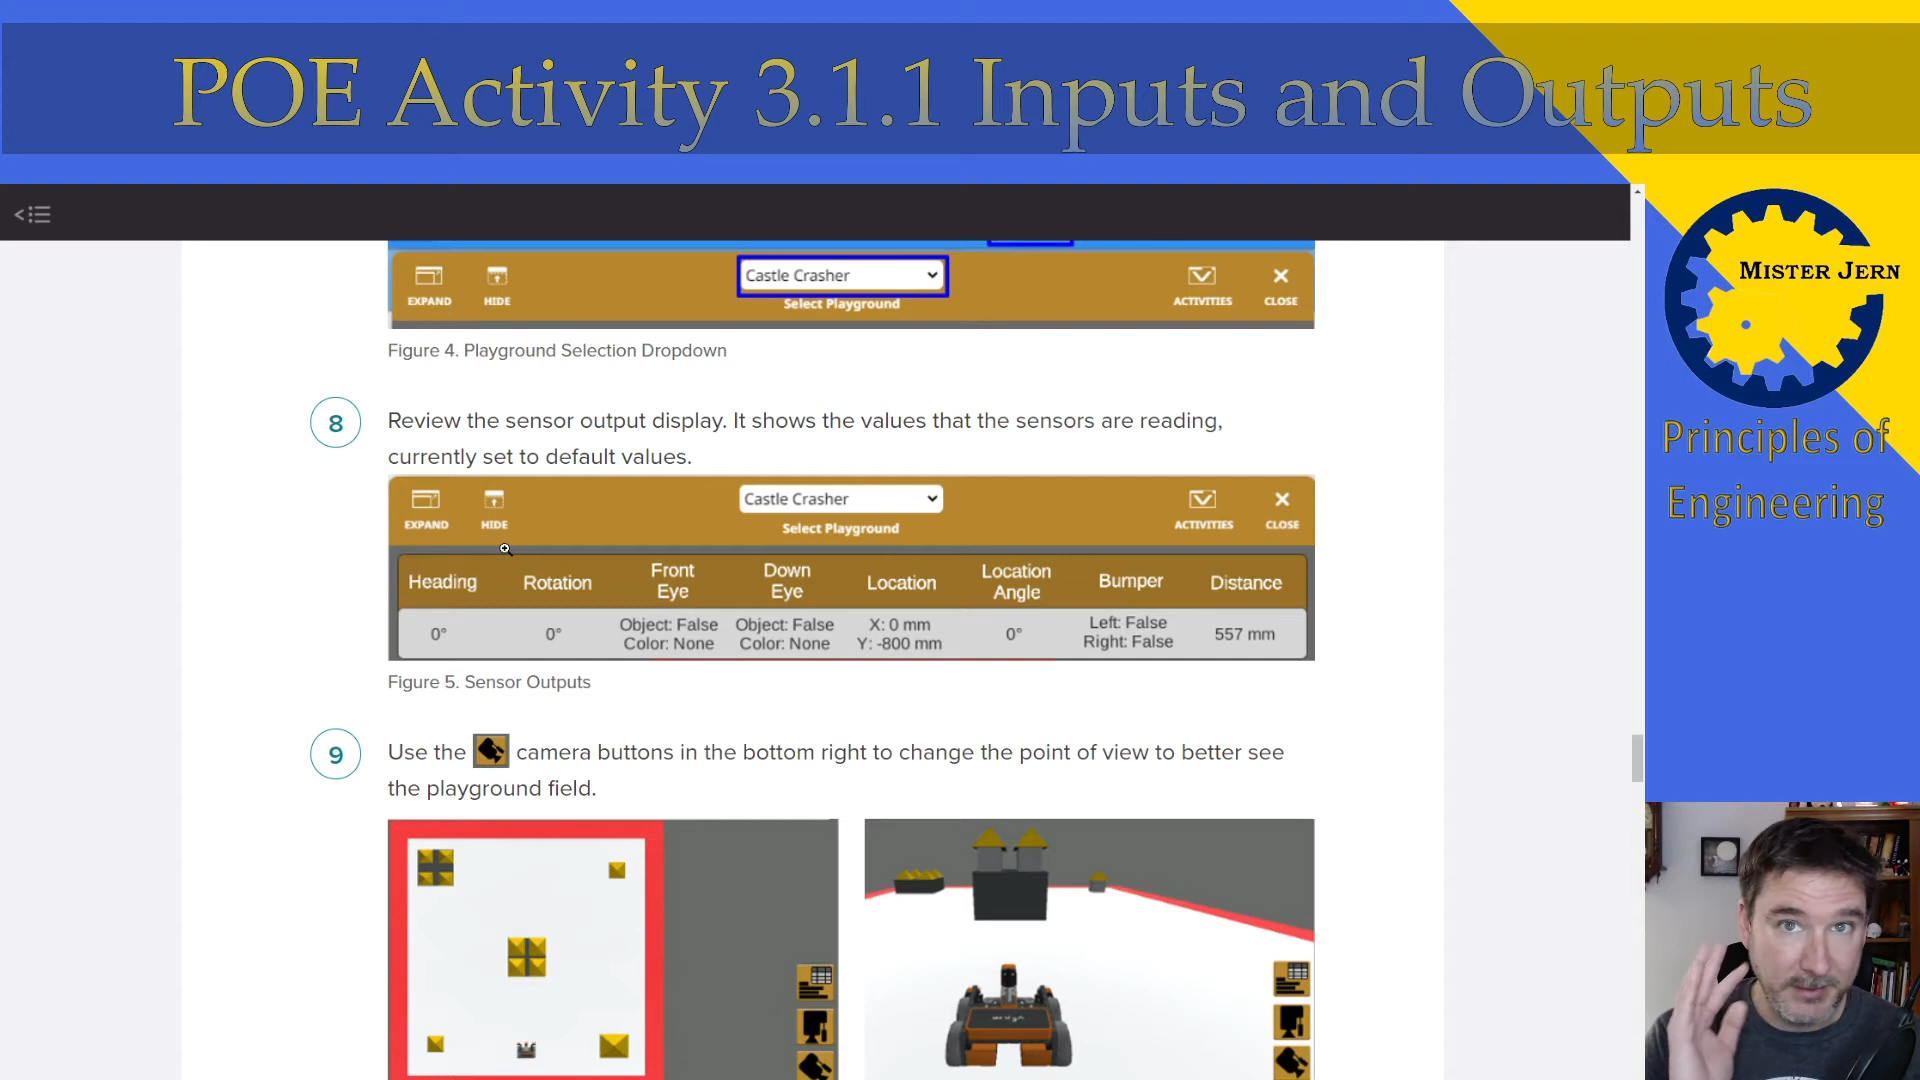 POE Activity 3.1.1 Inputs and Outputs
MISTER JERN
Principles of
Engineering
EXPAND
HIDE
Castle Crasher
Select Playground
ACTIVITIES
CLOSE
Figure 4. Playground Selection Dropdown
8
Review the sensor output display. It shows the values that the sensors are reading,
currently set to default values.
EXPAND
HIDE
Castle Crasher
Select Playground
ACTIVITIES
CLOSE
Heading
Rotation
Front
Eye
Down
Eye
Location
Location
Angle
Bumper
Distance
0°
0°
Object: False
Color: None
Object: False
Color: None
X: 0 mm
Y: -800 mm
0°
Left: False
Right: False
557 mm
Figure 5. Sensor Outputs
9
Use the camera buttons in the bottom right to change the point of view to better see
the playground field.